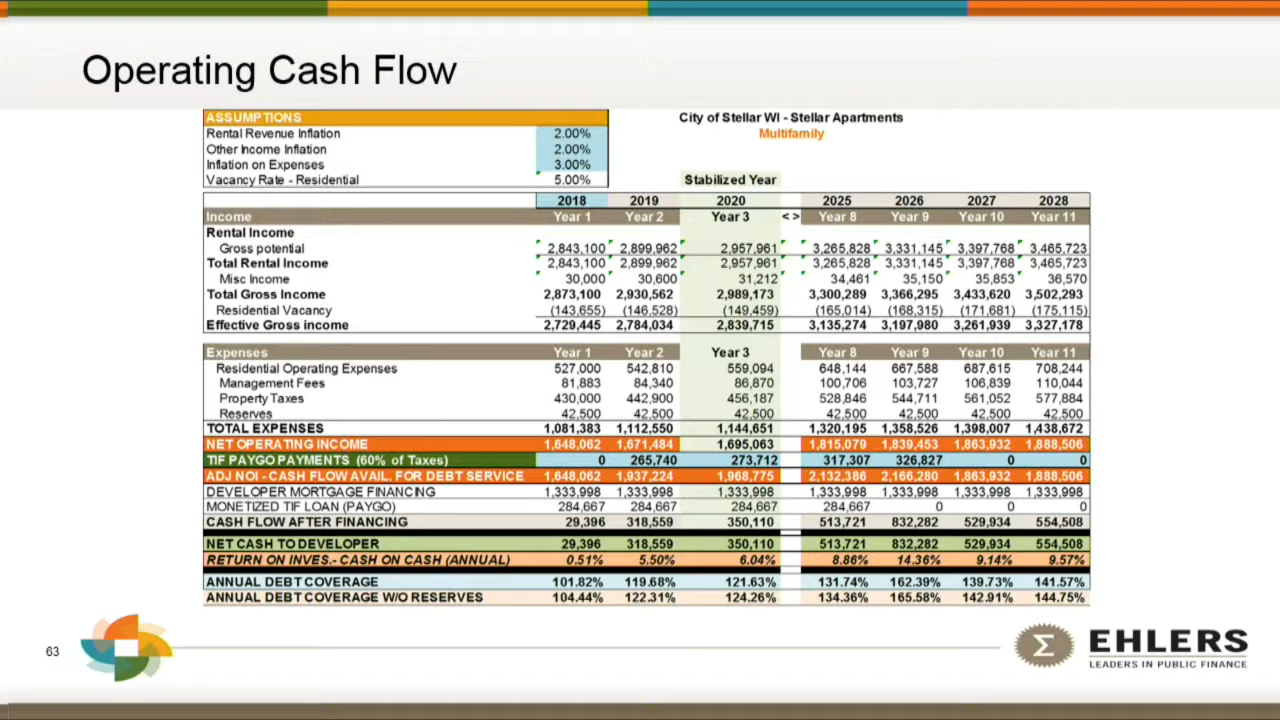 Operating Cash Flow
ASSUMPTIONS
Rental Revenue Inflation 2.00%
Other Income Inflation 2.00%
Inflation on Expenses 3.00%
Vacancy Rate - Residential 5.00%
City of Stellar WI - Stellar Apartments
Multifamily
Stabilized Year
2018 2019 2020 2025 2026 2027 2028
Income Year 1 Year 2 Year 3 < > Year 8 Year 9 Year 10 Year 11
Rental Income
Gross potential 2,843,100 2,899,962 2,957,961 3,265,828 3,331,145 3,397,768 3,465,723
Total Rental Income 2,843,100 2,899,962 2,957,961 3,265,828 3,331,145 3,397,768 3,465,723
Misc Income 30,000 30,600 31,212 34,461 35,150 35,853 36,570
Total Gross Income 2,873,100 2,930,562 2,989,173 3,300,289 3,366,295 3,433,620 3,502,293
Residential Vacancy (143,655) (146,528) (149,459) (165,014) (168,315) (171,681) (175,115)
Effective Gross income 2,729,445 2,784,034 2,839,715 3,135,274 3,197,980 3,261,939 3,327,178
Expenses Year 1 Year 2 Year 3 Year 8 Year 9 Year 10 Year 11
Residential Operating Expenses 527,000 542,810 559,094 648,144 667,588 687,615 708,244
Management Fees 81,883 84,340 86,870 100,706 103,727 106,839 110,044
Property Taxes 430,000 442,900 456,187 528,846 544,711 561,052 577,884
Reserves 42,500 42,500 42,500 42,500 42,500 42,500 42,500
TOTAL EXPENSES 1,081,383 1,112,550 1,144,651 1,320,195 1,358,526 1,398,007 1,438,672
NET OPERATING INCOME 1,648,062 1,671,484 1,695,063 1,815,079 1,839,453 1,863,932 1,888,506
TIF PAYGO PAYMENTS (60% of Taxes) 0 265,740 273,712 317,307 326,827 0 0
ADJ NOI - CASH FLOW AVAIL. FOR DEBT SERVICE 1,648,062 1,937,224 1,968,775 2,132,386 2,166,280 1,863,932 1,888,506
DEVELOPER MORTGAGE FINANCING 1,333,998 1,333,998 1,333,998 1,333,998 1,333,998 1,333,998 1,333,998
MONETIZED TIF LOAN (PAYGO) 284,667 284,667 284,667 284,667 0 0 0
CASH FLOW AFTER FINANCING 29,396 318,559 350,110 513,721 832,282 529,934 554,508
NET CASH TO DEVELOPER 29,396 318,559 350,110 513,721 832,282 529,934 554,508
RETURN ON INVES.- CASH ON CASH (ANNUAL) 0.51% 5.50% 6.04% 8.86% 14.36% 9.14% 9.57%
ANNUAL DEBT COVERAGE 101.82% 119.68% 121.63% 131.74% 162.39% 139.73% 141.57%
ANNUAL DEBT COVERAGE W/O RESERVES 104.44% 122.31% 124.26% 134.36% 165.58% 142.91% 144.75%
63
Σ EHLERS
LEADERS IN PUBLIC FINANCE